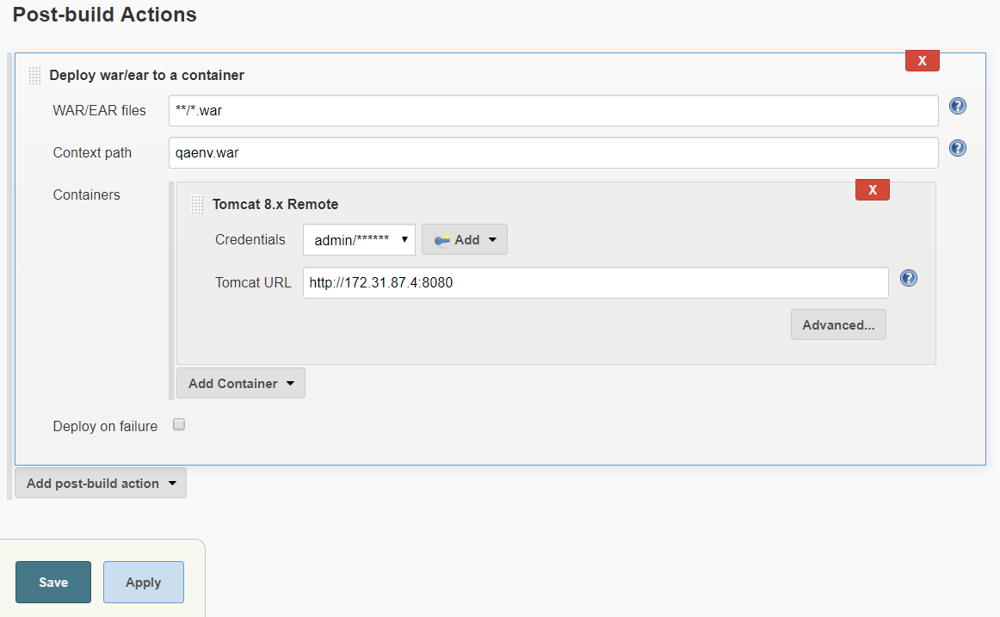 Post-build Actions
X
Deploy war/ear to a container
WAR/EAR files **/*.war ?
Context path qaenv.war ?
Containers
X
Tomcat 8.x Remote
Credentials admin/****** Add
Tomcat URL http://172.31.87.4:8080 ?
Advanced...
Add Container
Deploy on failure
Add post-build action
Save Apply